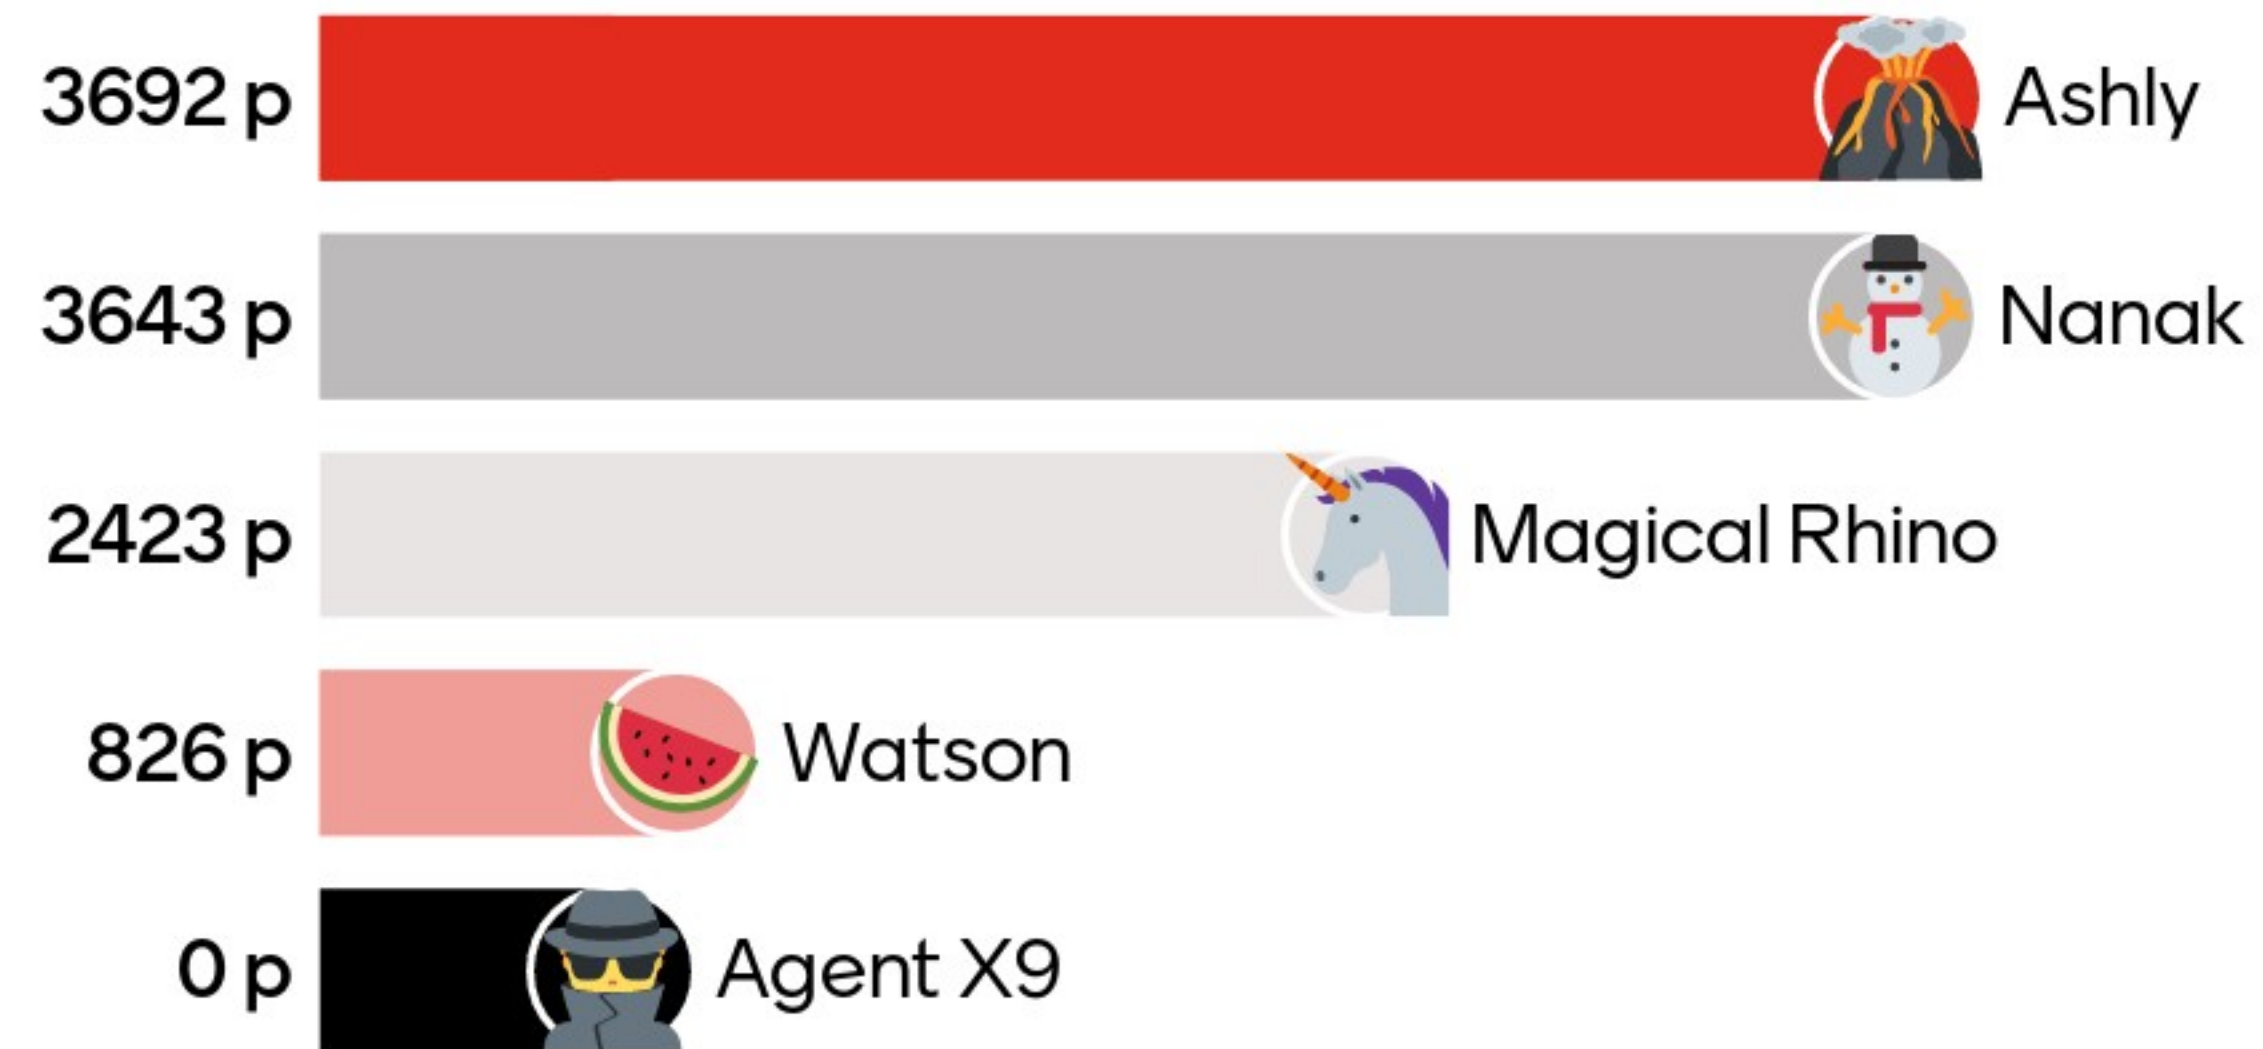 3692 p Ashly
3643 p Nanak
2423 p Magical Rhino
826 p Watson
0 p Agent X9